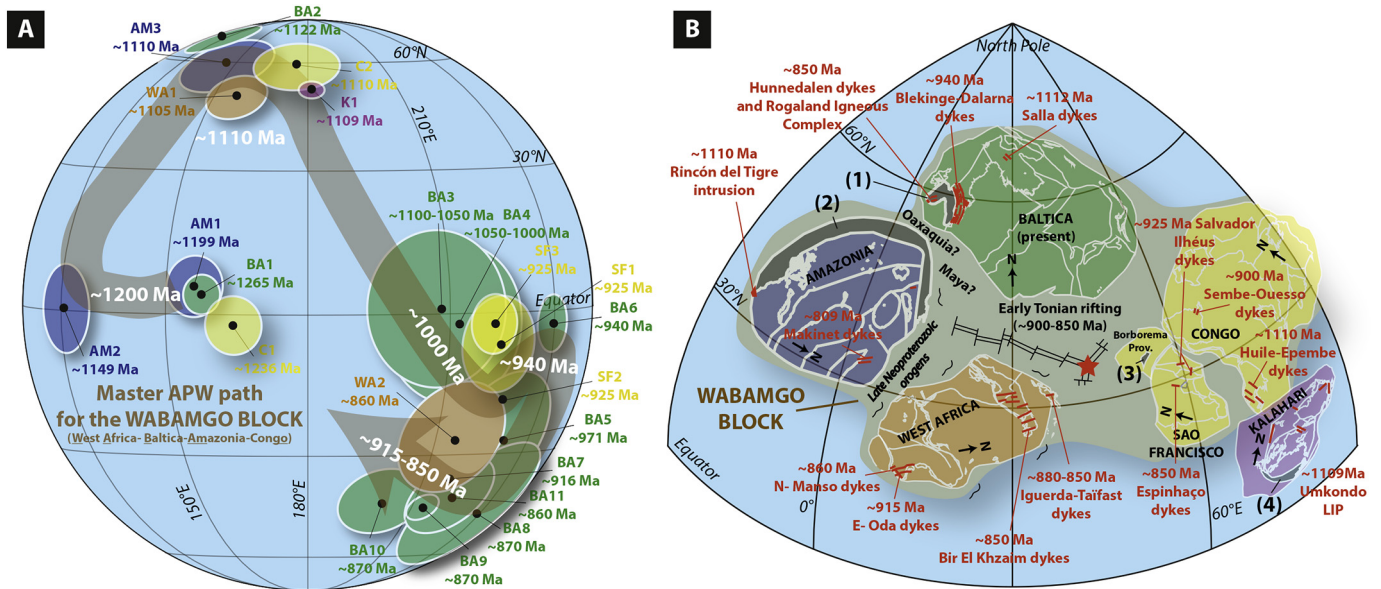 A
BA2
~1122 Ma
AM3
~1110 Ma
60°N
C2
~1110 Ma
WA1
~1105 Ma
K1
~1109 Ma
~1110 Ma
210°E
30°N
BA3
~1100-1050 Ma
BA4
~1050-1000 Ma
SF3
~925 Ma
SF1
~925 Ma
AM1
~1199 Ma
BA1
~1265 Ma
~1200 Ma
Equator
BA6
~940 Ma
~1000 Ma
~940 Ma
AM2
~1149 Ma
C1
~1236 Ma
Master APW path
for the WABAMGO BLOCK
(West Africa- Baltica-Amazonia-Congo)
WA2
~860 Ma
SF2
~925 Ma
BA5
~971 Ma
~915-850 Ma
BA7
~916 Ma
BA11
~860 Ma
BA8
~870 Ma
150°E
180°E
BA10
~870 Ma
BA9
~870 Ma
B
North Pole
~850 Ma
Hunnedalen dykes
and Rogaland Igneous
Complex
~940 Ma
Blekinge-Dalarna
dykes
~1112 Ma
Salla dykes
60°N
~1110 Ma
Rincón del Tigre
intrusion
(1)
(2)
Oaxaquia?
Maya?
BALTICA
(present)
N
~925 Ma Salvador
Ilhéus
dykes
N
AMAZONIA
30°N
~900 Ma
Sembe-Ouesso
dykes
~809 Ma
Makinet dykes
N
Early Tonian rifting
(~900-850 Ma)
Borborema
Prov.
CONGO
~1110 Ma
Huile-Epembe
dykes
Late Neoproterozoic
orogens
(3)
WABAMGO
BLOCK
WEST AFRICA
N
N
SAO
FRANCISCO
KALAHARI
N
Equator
~860 Ma
N- Manso dykes
~915 Ma
E- Oda dykes
0°
~880-850 Ma
Iguerda-Taïfast
dykes
~850 Ma
Bir El Khzaim dykes
~850 Ma
Espinhaço
dykes
60°E
(4)
~1109Ma
Umkondo
LIP